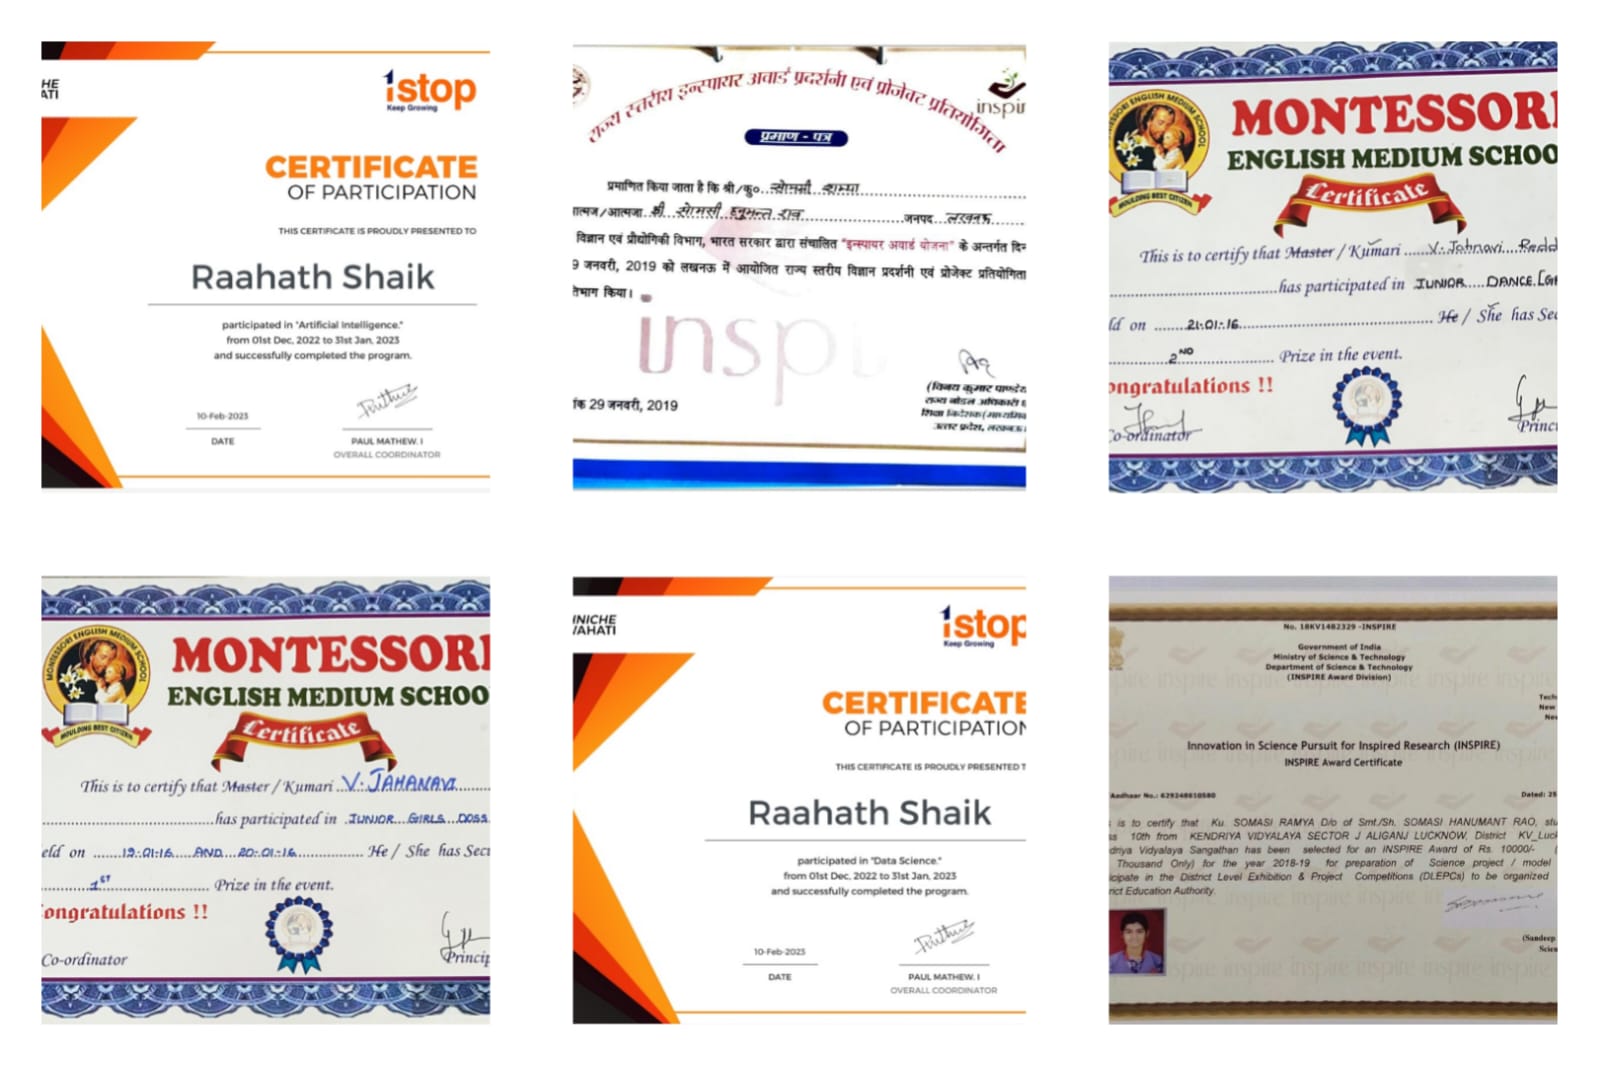 HE
ATI
1stop
Keep Growing
CERTIFICATE
OF PARTICIPATION
THIS CERTIFICATE IS PROUDLY PRESENTED TO
Raahath Shaik
participated in "Artificial Intelligence."
from 01st Dec, 2022 to 31st Jan, 2023
and successfully completed the program.
10-Feb-2023
DATE
PAUL MATHEW. I
OVERALL COORDINATOR
राज्य स्तरीय इन्स्पायर अवार्ड प्रदर्शनी एवं प्रोजेक्ट प्रतियोगिता
inspir
प्रमाण - पत्र
प्रमाणित किया जाता है कि श्री/कु०...सोमसी राम्या
ात्मज/आत्मजा श्री सोमसी हनुमन्त राव जनपद लखनऊ
विज्ञान एवं प्रौद्योगिकी विभाग, भारत सरकार द्वारा संचालित "इन्स्पायर अवार्ड योजना" के अन्तर्गत दिन
9 जनवरी, 2019 को लखनऊ में आयोजित राज्य स्तरीय विज्ञान प्रदर्शनी एवं प्रोजेक्ट प्रतियोगिता
तिभाग किया।
inspi
ांक 29 जनवरी, 2019
(विनय कुमार पाण्डेय
राज्य नोडल अधिकारी
शिक्षा निदेशक (माध्यमिक
उत्तर प्रदेश, लखनऊ
MONTESSORI ENGLISH MEDIUM SCHOOL
MOULDING BEST CITIZEN
MONTESSORI
ENGLISH MEDIUM SCHOO
Certificate
This is to certify that Master / Kumari V. Jahnavi Redd
has participated in JUNIOR DANCE
ld on 21-01-16 He / She has Sec
2ND Prize in the event.
ongratulations !!
Co-ordinator
Princi
MONTESSORI ENGLISH MEDIUM SCHOOL
MOULDING BEST CITIZEN
MONTESSORI
ENGLISH MEDIUM SCHOO
Certificate
This is to certify that Master / Kumari V. JAHANAVI
has participated in JUNIOR GIRLS DOSS
eld on 19-01-16 AND 20-01-16 He / She has Sect
1ST Prize in the event.
ongratulations !!
Co-ordinator
Princip
INICHE
/AHATI
1stop
Keep Growing
CERTIFICATE
OF PARTICIPATION
THIS CERTIFICATE IS PROUDLY PRESENTED T
Raahath Shaik
participated in "Data Science."
from 01st Dec, 2022 to 31st Jan, 2023
and successfully completed the program.
10-Feb-2023
DATE
PAUL MATHEW. I
OVERALL COORDINATOR
No. 18KV1482329 -INSPIRE
Government of India
Ministry of Science & Technology
Department of Science & Technology
(INSPIRE Award Division)
Tech
New
New
Innovation in Science Pursuit for Inspired Research (INSPIRE)
INSPIRE Award Certificate
Aadhaar No.: 629248610580
Dated: 25
is to certify that Ku. SOMASI RAMYA D/o of Smt./Sh. SOMASI HANUMANT RAO, stu
ss 10th from KENDRIYA VIDYALAYA SECTOR J ALIGANJ LUCKNOW, District KV_Luck
driya Vidyalaya Sangathan has been selected for an INSPIRE Award of Rs. 10000/- (
Thousand Only) for the year 2018-19 for preparation of Science project / model
icipate in the District Level Exhibition & Project Competitions (DLEPCs) to be organized
rict Education Authority.
(Sandeep
Scien